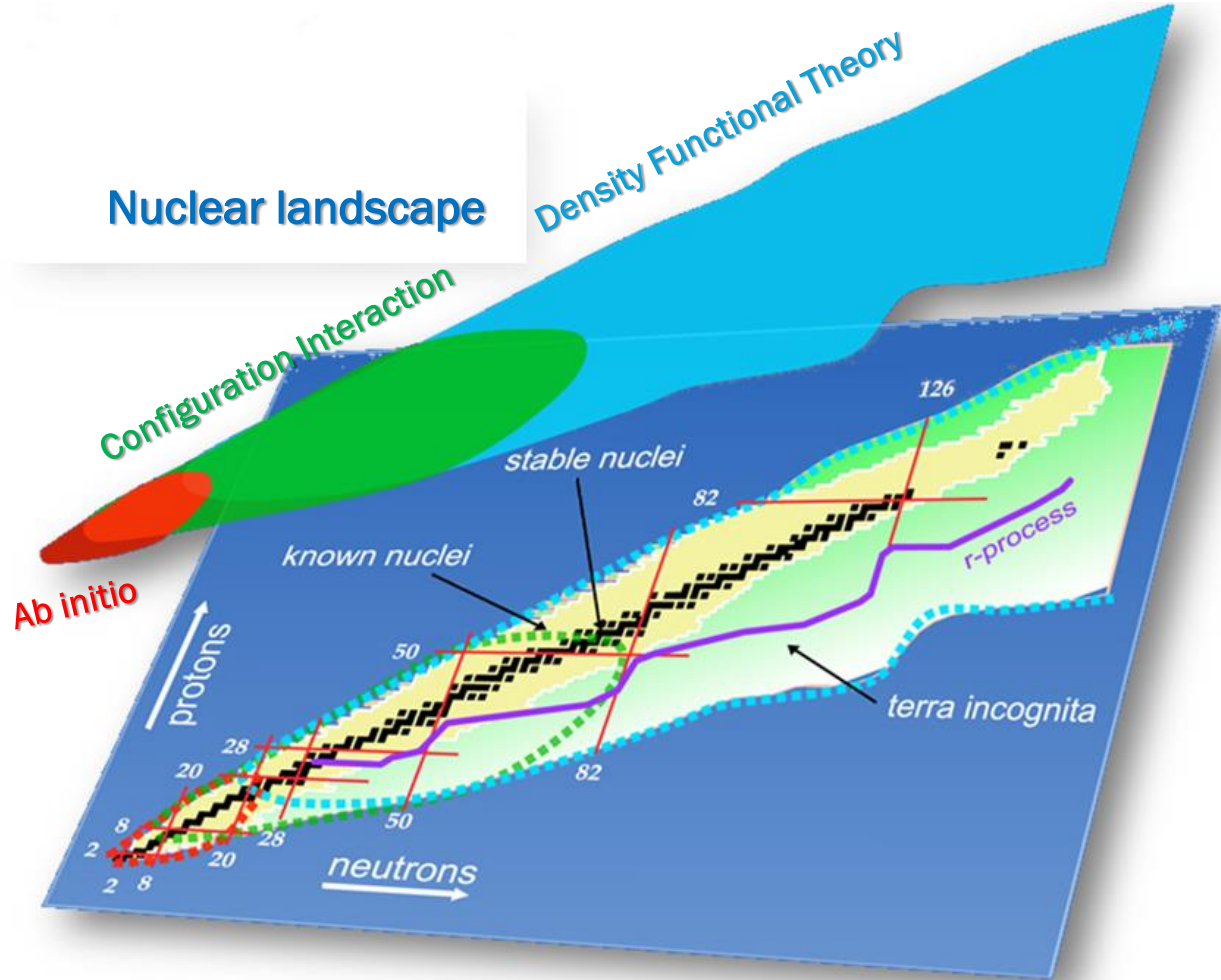 Density Functional Theory
Nuclear landscape
Configuration Interaction
126
stable nuclei
82
known nuclei
r-process
Ab initio
protons
50
terra incognita
28
82
20
50
8
28
neutrons
2
20
2
8